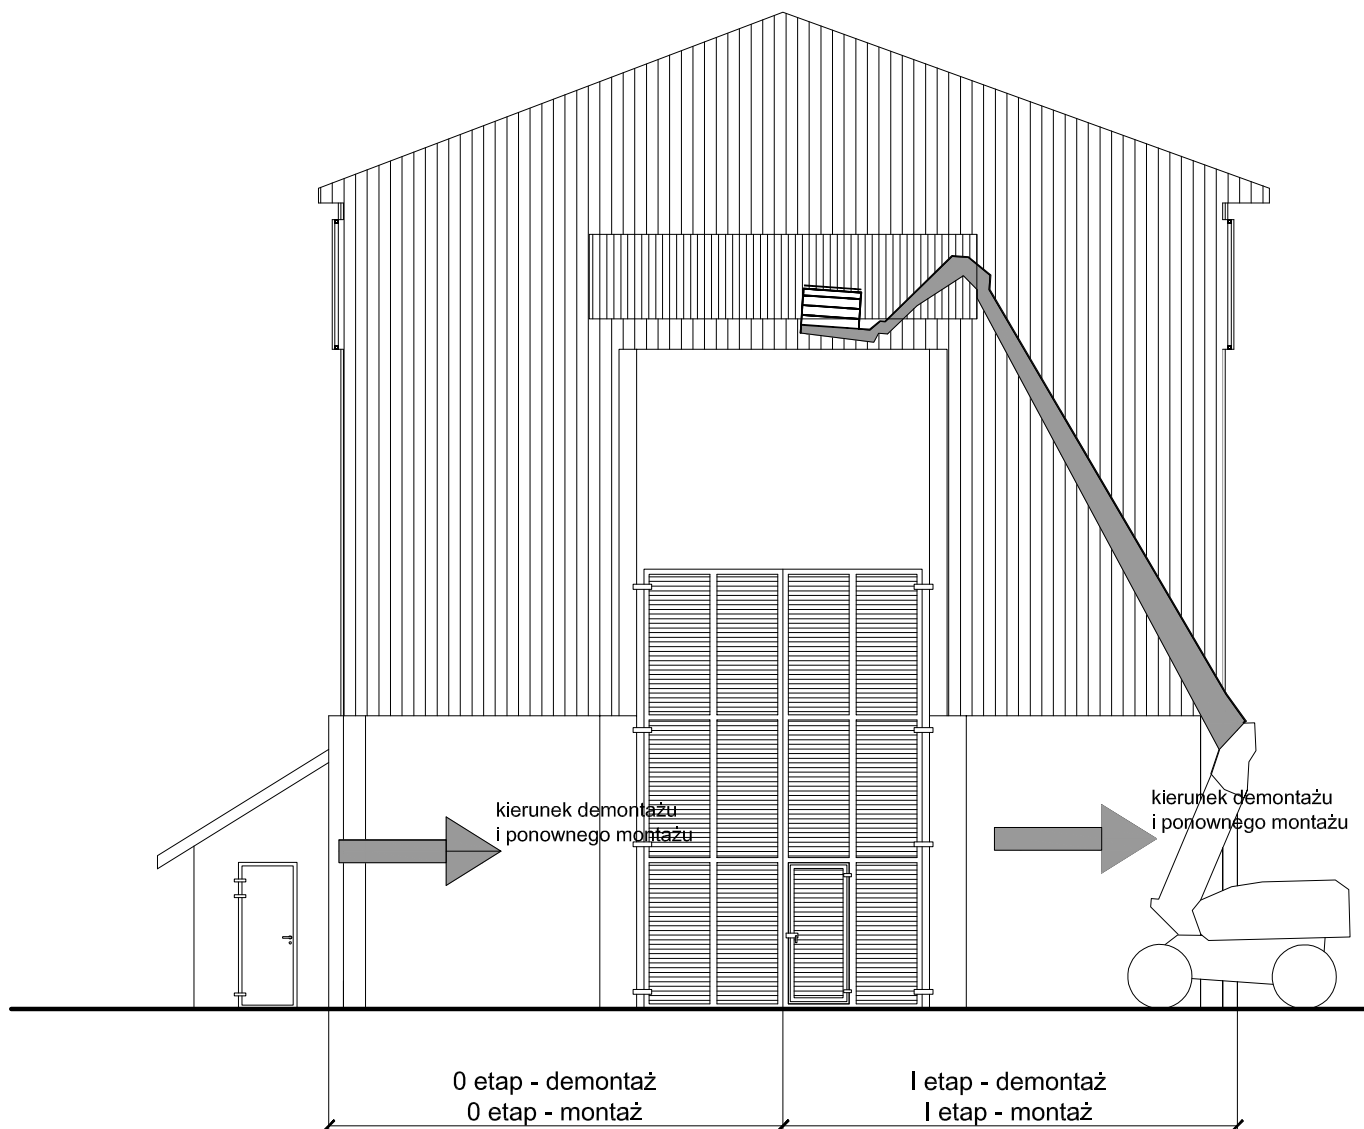 kierunek demontażu
i ponownego montażu
kierunek demontażu
i ponownego montażu
0 etap - demontaż
0 etap - montaż
I etap - demontaż
I etap - montaż